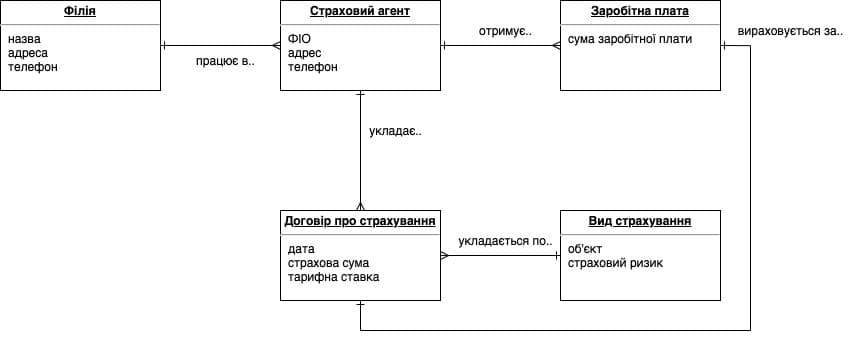 Філія
назва
адреса
телефон
працює в..
Страховий агент
ФІО
адрес
телефон
отримує..
Заробітна плата
сума заробітної плати
вираховується за..
укладає..
Договір про страхування
дата
страхова сума
тарифна ставка
укладається по..
Вид страхування
об'єкт
страховий ризик